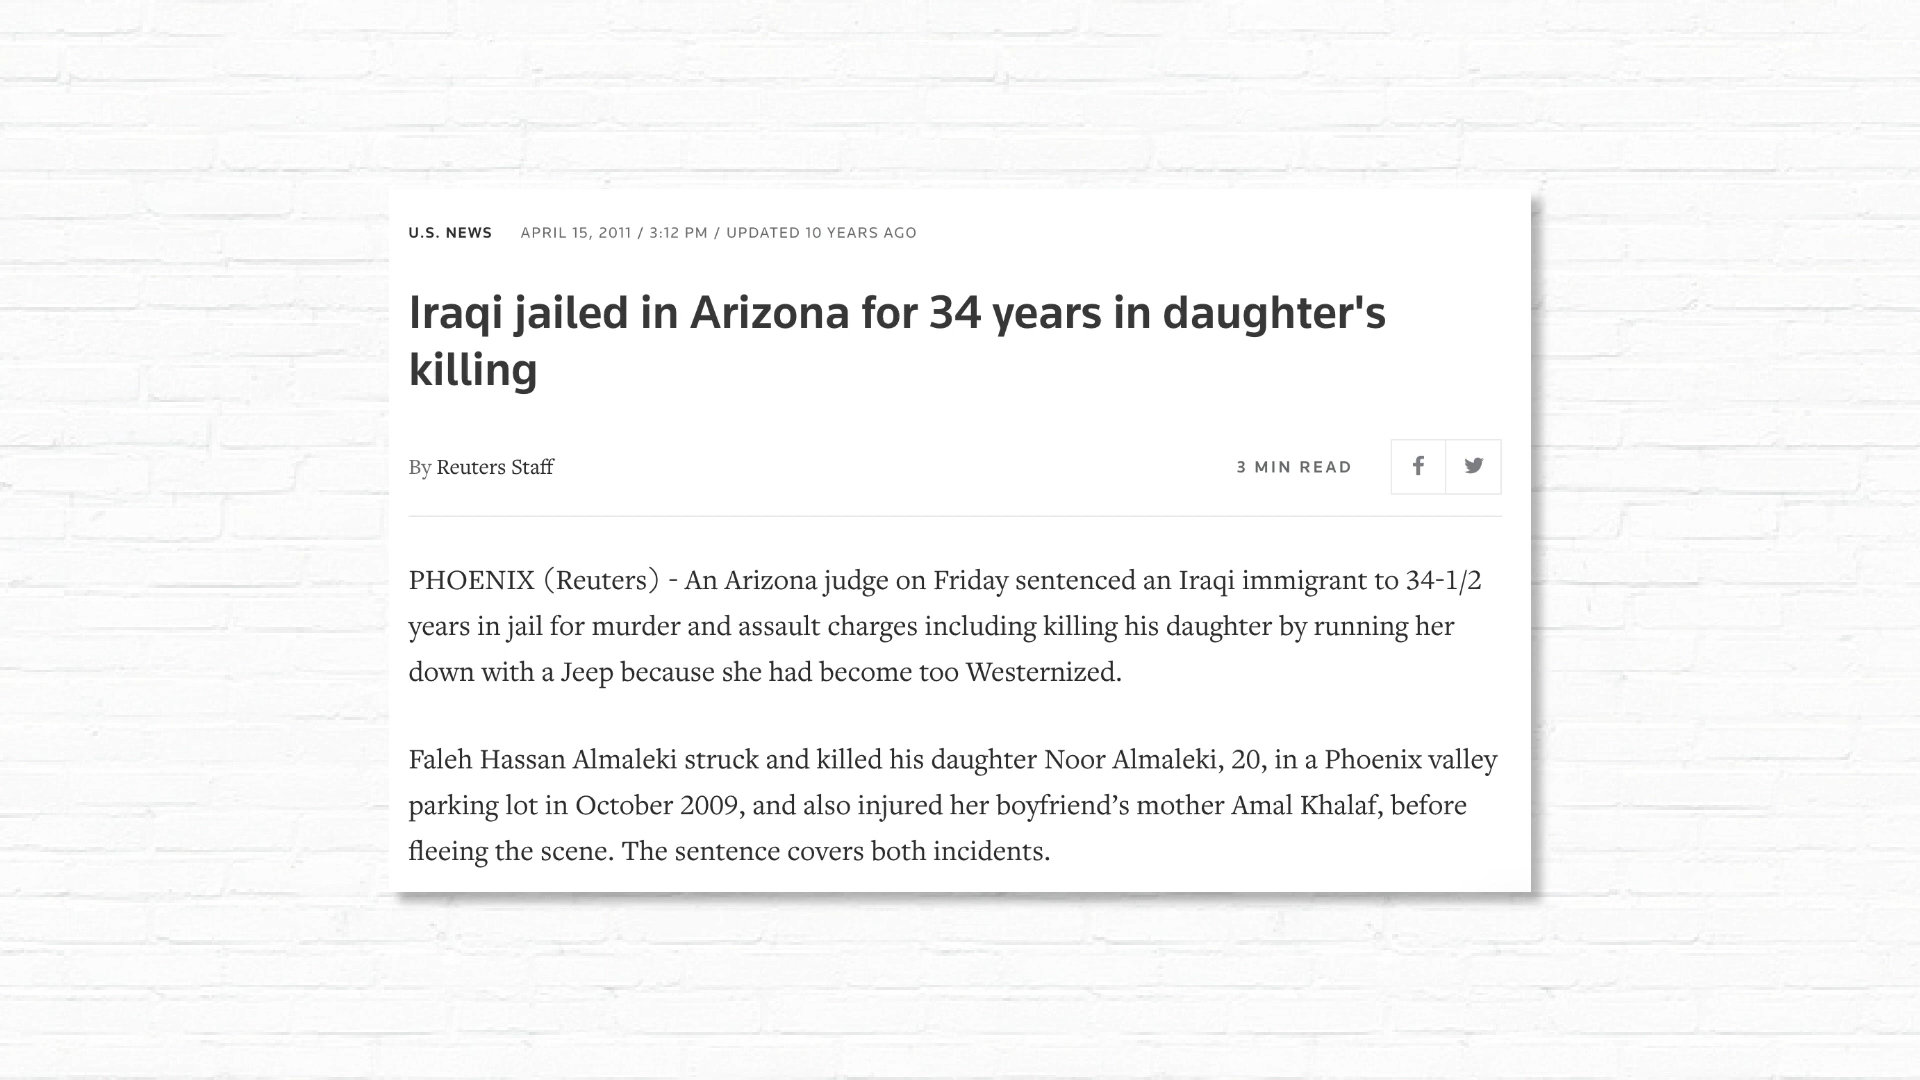 U.S. NEWS APRIL 15, 2011 / 3:12 PM / UPDATED 10 YEARS AGO
Iraqi jailed in Arizona for 34 years in daughter's
killing
By Reuters Staff 3 MIN READ
PHOENIX (Reuters) - An Arizona judge on Friday sentenced an Iraqi immigrant to 34-1/2
years in jail for murder and assault charges including killing his daughter by running her
down with a Jeep because she had become too Westernized.
Faleh Hassan Almaleki struck and killed his daughter Noor Almaleki, 20, in a Phoenix valley
parking lot in October 2009, and also injured her boyfriend’s mother Amal Khalaf, before
fleeing the scene. The sentence covers both incidents.